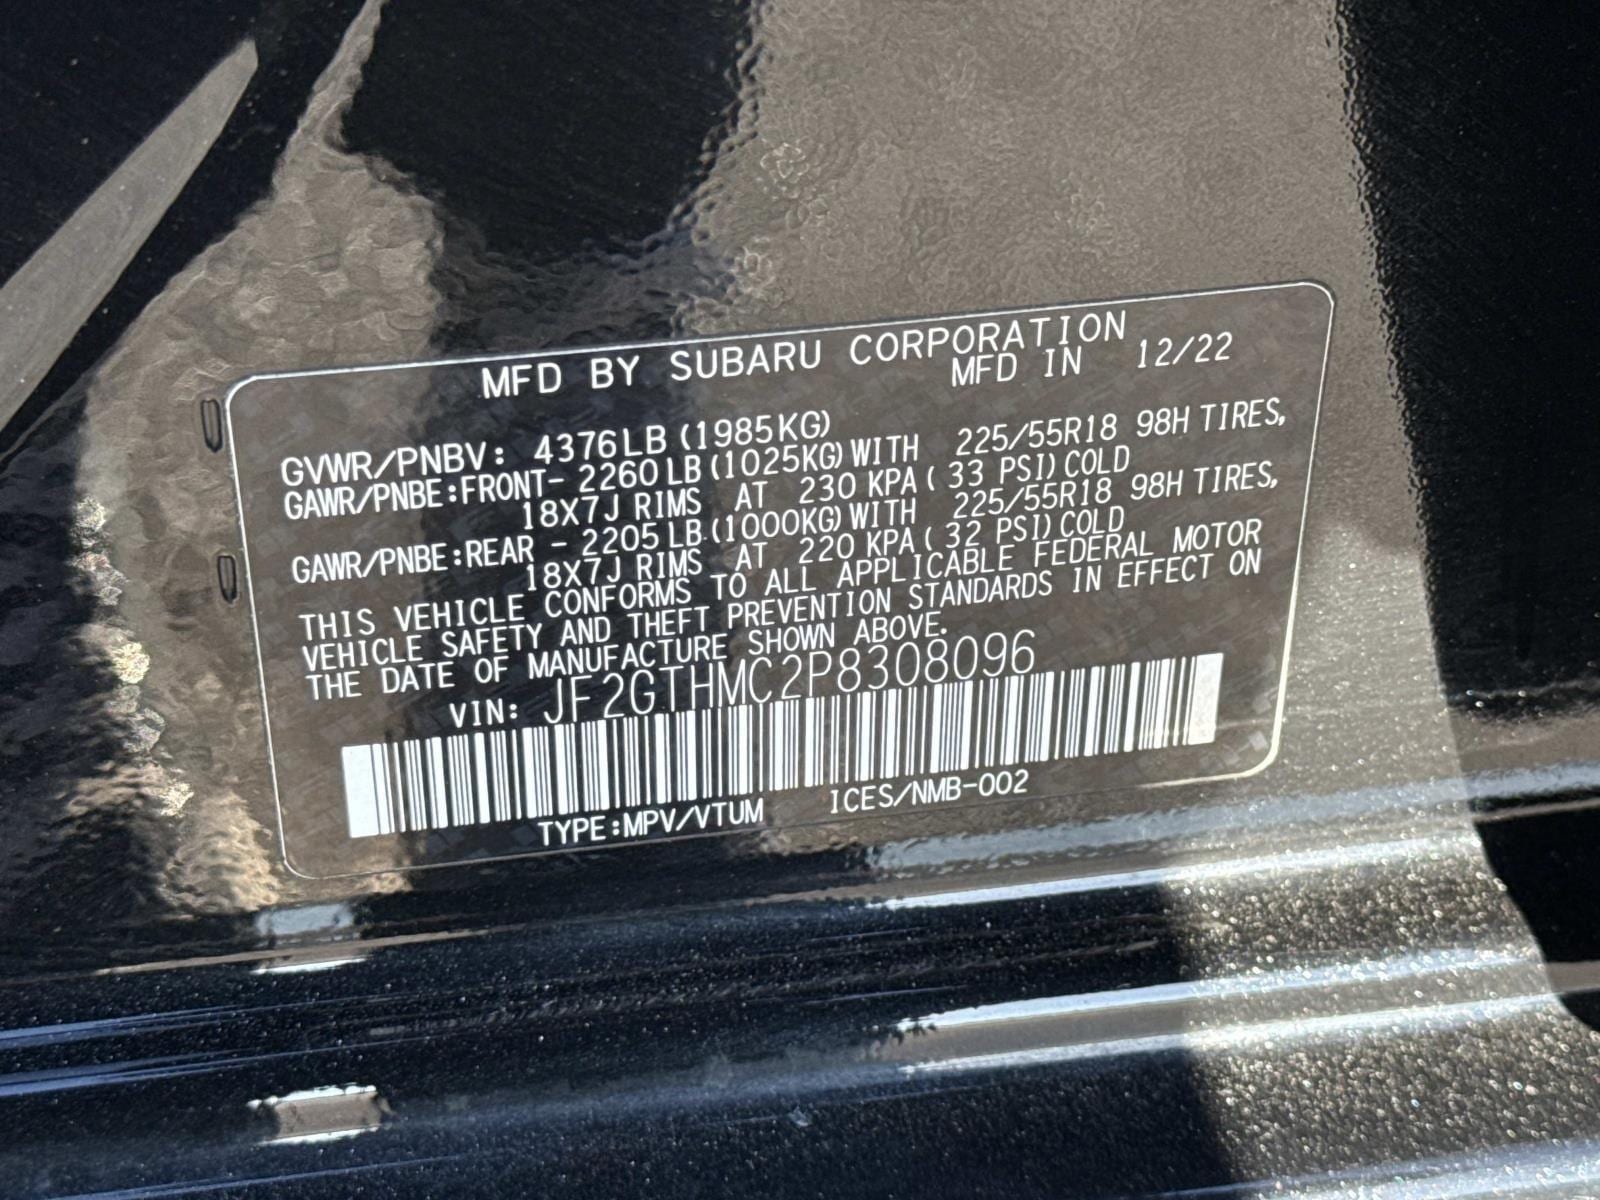 MFD BY SUBARU CORPORATION
MFD IN 12/22
GVWR/PNBV: 4376LB (1985KG)
GAWR/PNBE:FRONT- 2260 LB (1025KG) WITH 225/55R18 98H TIRES,
18X7J RIMS AT 230 KPA ( 33 PSI) COLD
GAWR/PNBE:REAR - 2205 LB (1000KG) WITH 225/55R18 98H TIRES,
18X7J RIMS AT 220 KPA ( 32 PSI) COLD
THIS VEHICLE CONFORMS TO ALL APPLICABLE FEDERAL MOTOR
VEHICLE SAFETY AND THEFT PREVENTION STANDARDS IN EFFECT ON
THE DATE OF MANUFACTURE SHOWN ABOVE.
VIN: JF2GTHMC2P8308096
TYPE:MPV/VTUM ICES/NMB-002